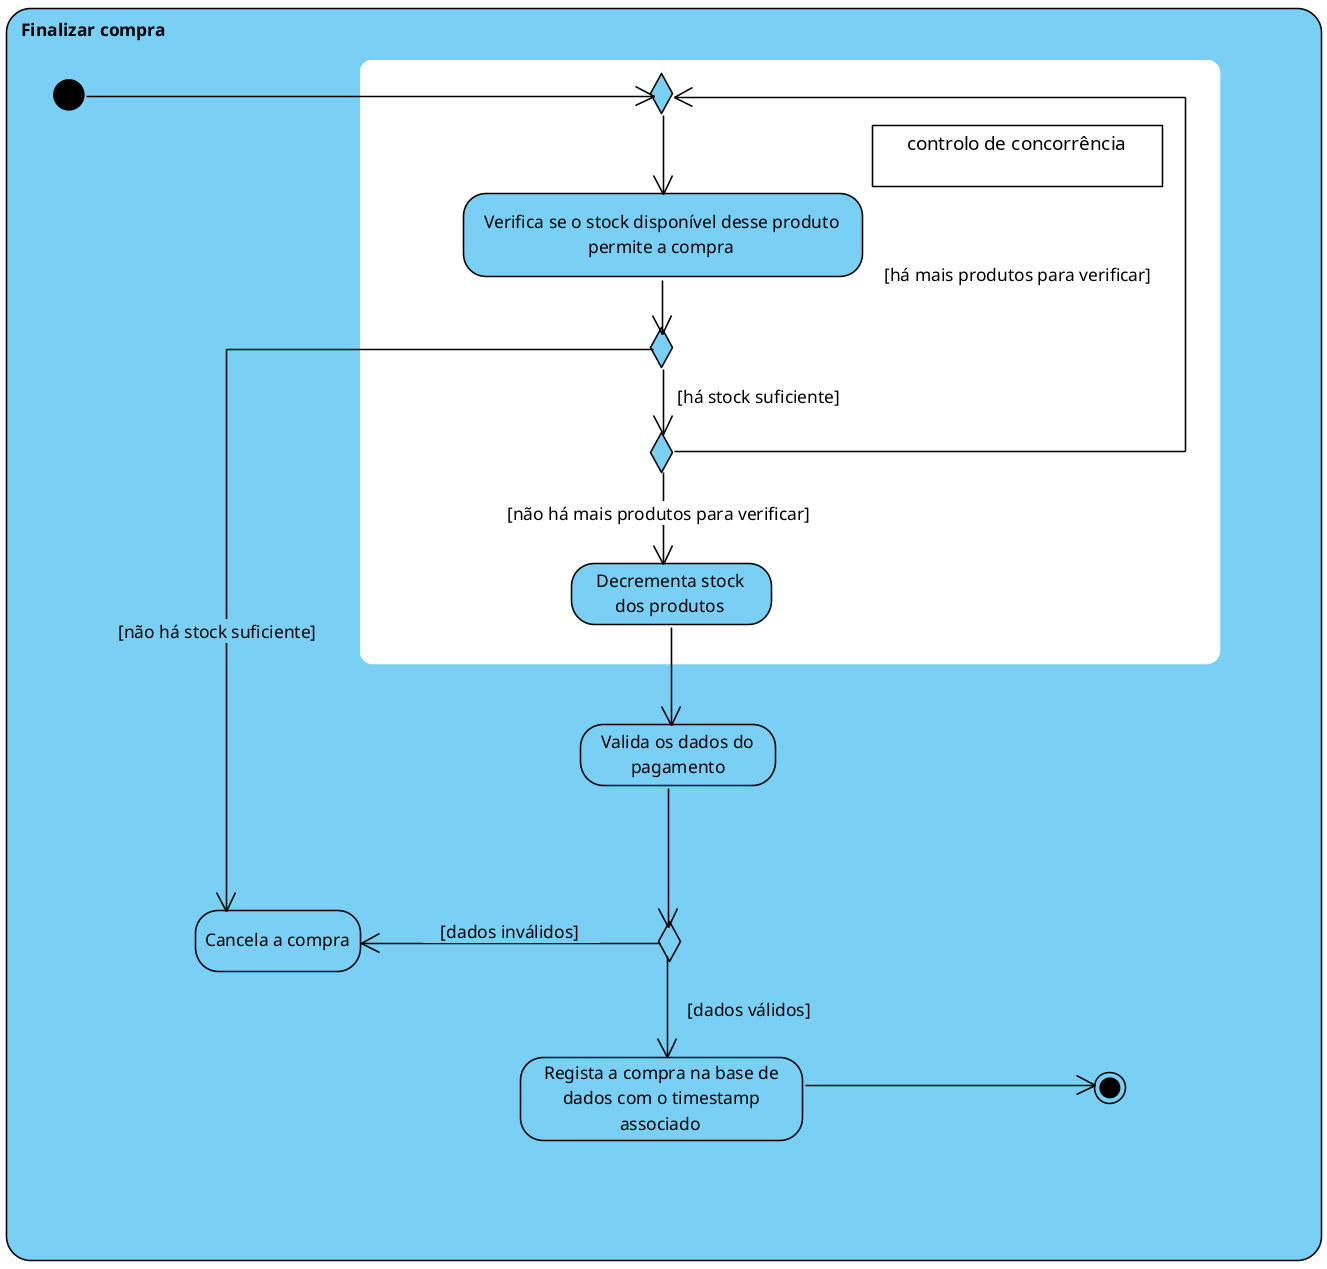 Finalizar compra
controlo de concorrência
Verifica se o stock disponível desse produto
permite a compra
[há mais produtos para verificar]
[há stock suficiente]
[não há mais produtos para verificar]
Decrementa stock
dos produtos
[não há stock suficiente]
Valida os dados do
pagamento
[dados inválidos]
Cancela a compra
[dados válidos]
Regista a compra na base de
dados com o timestamp
associado